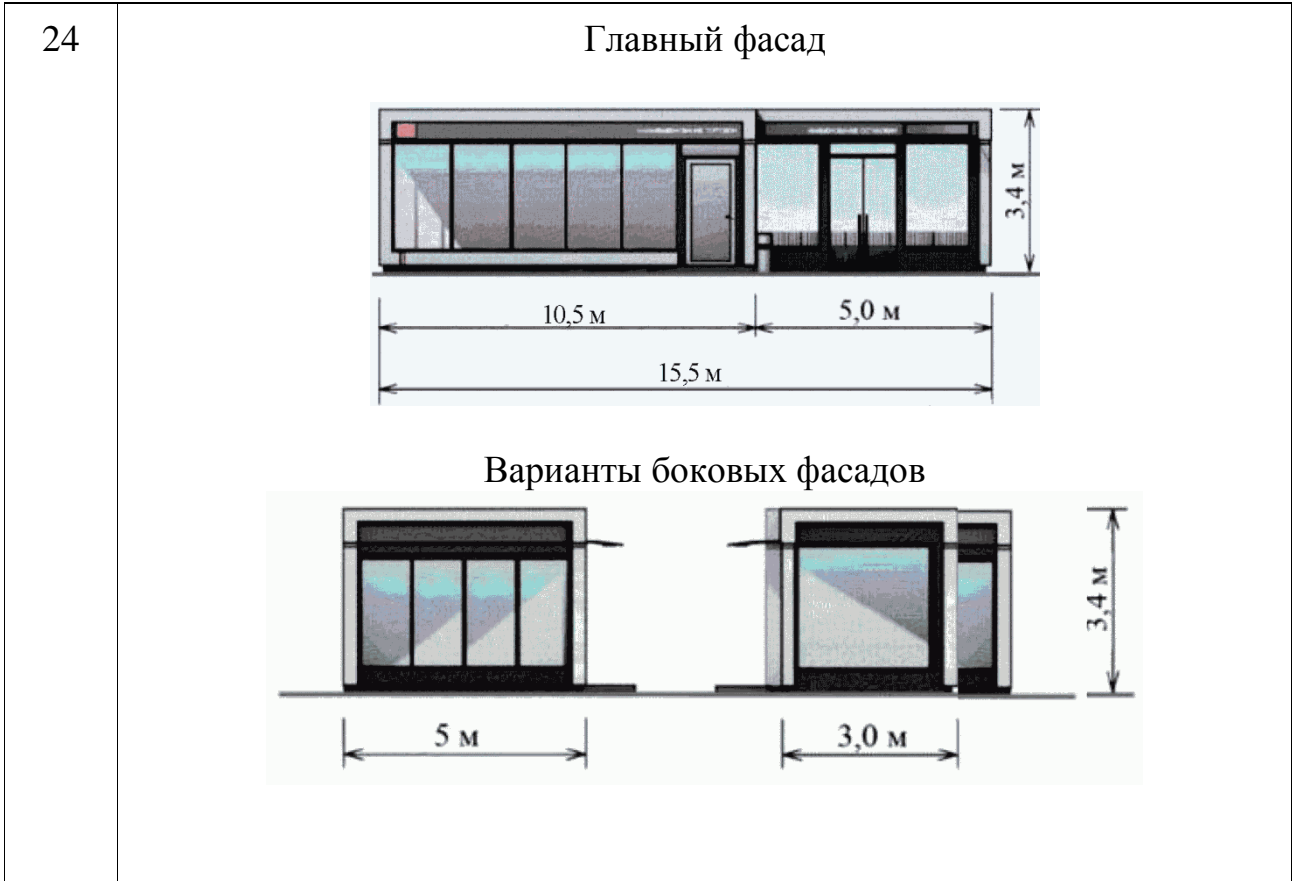 24
Главный фасад
3,4 м
10,5 м
5,0 м
15,5 м
Варианты боковых фасадов
3,4 м
5 м
3,0 м